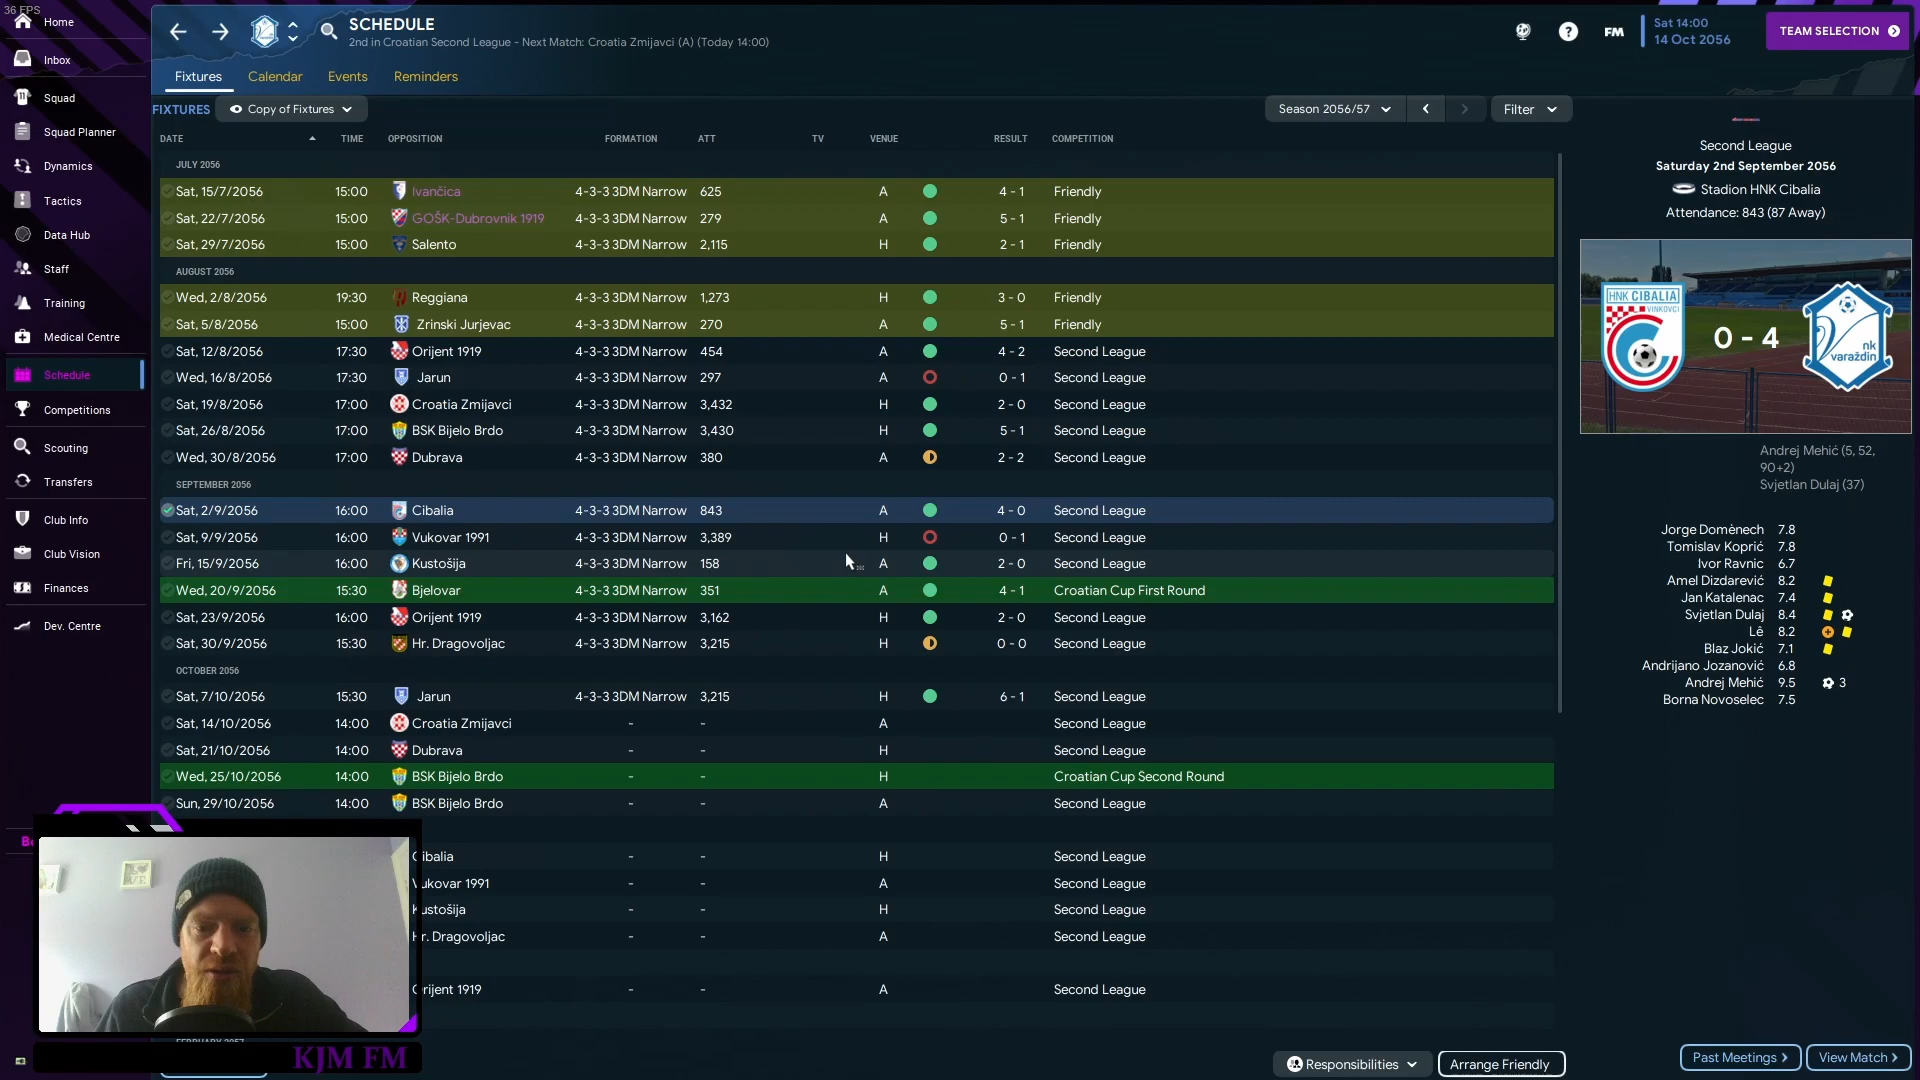 36 FPS
Home
Inbox
Squad
Squad Planner
Dynamics
Tactics
Data Hub
Staff
Training
Medical Centre
Schedule
Competitions
Scouting
Transfers
Club Info
Club Vision
Finances
Dev. Centre
SCHEDULE
2nd in Croatian Second League - Next Match: Croatia Zmijavci (A) (Today 14:00)
FM
Sat 14:00
14 Oct 2056
TEAM SELECTION
Fixtures Calendar Events Reminders
FIXTURES Copy of Fixtures Season 2056/57 Filter
DATE TIME OPPOSITION FORMATION ATT TV VENUE RESULT COMPETITION
JULY 2056
Sat, 15/7/2056 15:00 Ivančica 4-3-3 3DM Narrow 625 A 4 - 1 Friendly
Sat, 22/7/2056 15:00 GOŠK-Dubrovnik 1919 4-3-3 3DM Narrow 279 A 5 - 1 Friendly
Sat, 29/7/2056 15:00 Salento 4-3-3 3DM Narrow 2,115 H 2 - 1 Friendly
AUGUST 2056
Wed, 2/8/2056 19:30 Reggiana 4-3-3 3DM Narrow 1,273 H 3 - 0 Friendly
Sat, 5/8/2056 15:00 Zrinski Jurjevac 4-3-3 3DM Narrow 270 A 5 - 1 Friendly
Sat, 12/8/2056 17:30 Orijent 1919 4-3-3 3DM Narrow 454 A 4 - 2 Second League
Wed, 16/8/2056 17:30 Jarun 4-3-3 3DM Narrow 297 A 0 - 1 Second League
Sat, 19/8/2056 17:00 Croatia Zmijavci 4-3-3 3DM Narrow 3,432 H 2 - 0 Second League
Sat, 26/8/2056 17:00 BSK Bijelo Brdo 4-3-3 3DM Narrow 3,430 H 5 - 1 Second League
Wed, 30/8/2056 17:00 Dubrava 4-3-3 3DM Narrow 380 A 2 - 2 Second League
SEPTEMBER 2056
Sat, 2/9/2056 16:00 Cibalia 4-3-3 3DM Narrow 843 A 4 - 0 Second League
Sat, 9/9/2056 16:00 Vukovar 1991 4-3-3 3DM Narrow 3,389 H 0 - 1 Second League
Fri, 15/9/2056 16:00 Kustošija 4-3-3 3DM Narrow 158 A 2 - 0 Second League
Wed, 20/9/2056 15:30 Bjelovar 4-3-3 3DM Narrow 351 A 4 - 1 Croatian Cup First Round
Sat, 23/9/2056 16:00 Orijent 1919 4-3-3 3DM Narrow 3,162 H 2 - 0 Second League
Sat, 30/9/2056 15:30 Hr. Dragovoljac 4-3-3 3DM Narrow 3,215 H 0 - 0 Second League
OCTOBER 2056
Sat, 7/10/2056 15:30 Jarun 4-3-3 3DM Narrow 3,215 H 6 - 1 Second League
Sat, 14/10/2056 14:00 Croatia Zmijavci - - A Second League
Sat, 21/10/2056 14:00 Dubrava - - H Second League
Wed, 25/10/2056 14:00 BSK Bijelo Brdo - - H Croatian Cup Second Round
Sun, 29/10/2056 14:00 BSK Bijelo Brdo - - A Second League
Cibalia - - H Second League
Vukovar 1991 - - A Second League
Kustošija - - H Second League
Hr. Dragovoljac - - A Second League
Orijent 1919 - - A Second League
KJM FM
Responsibilities Arrange Friendly
Second League
Saturday 2nd September 2056
Stadion HNK Cibalia
Attendance: 843 (87 Away)
HNK CIBALIA
VINKOVCI
0 - 4
nk
varaždin
Andrej Mehić (5, 52,
90+2)
Svjetlan Dulaj (37)
Jorge Domènech 7.8
Tomislav Koprić 7.8
Ivor Ravnic 6.7
Amel Dizdarević 8.2
Jan Katalenac 7.4
Svjetlan Dulaj 8.4
Lê 8.2
Blaz Jokić 7.1
Andrijano Jozanović 6.8
Andrej Mehić 9.5 3
Borna Novoselec 7.5
Past Meetings View Match